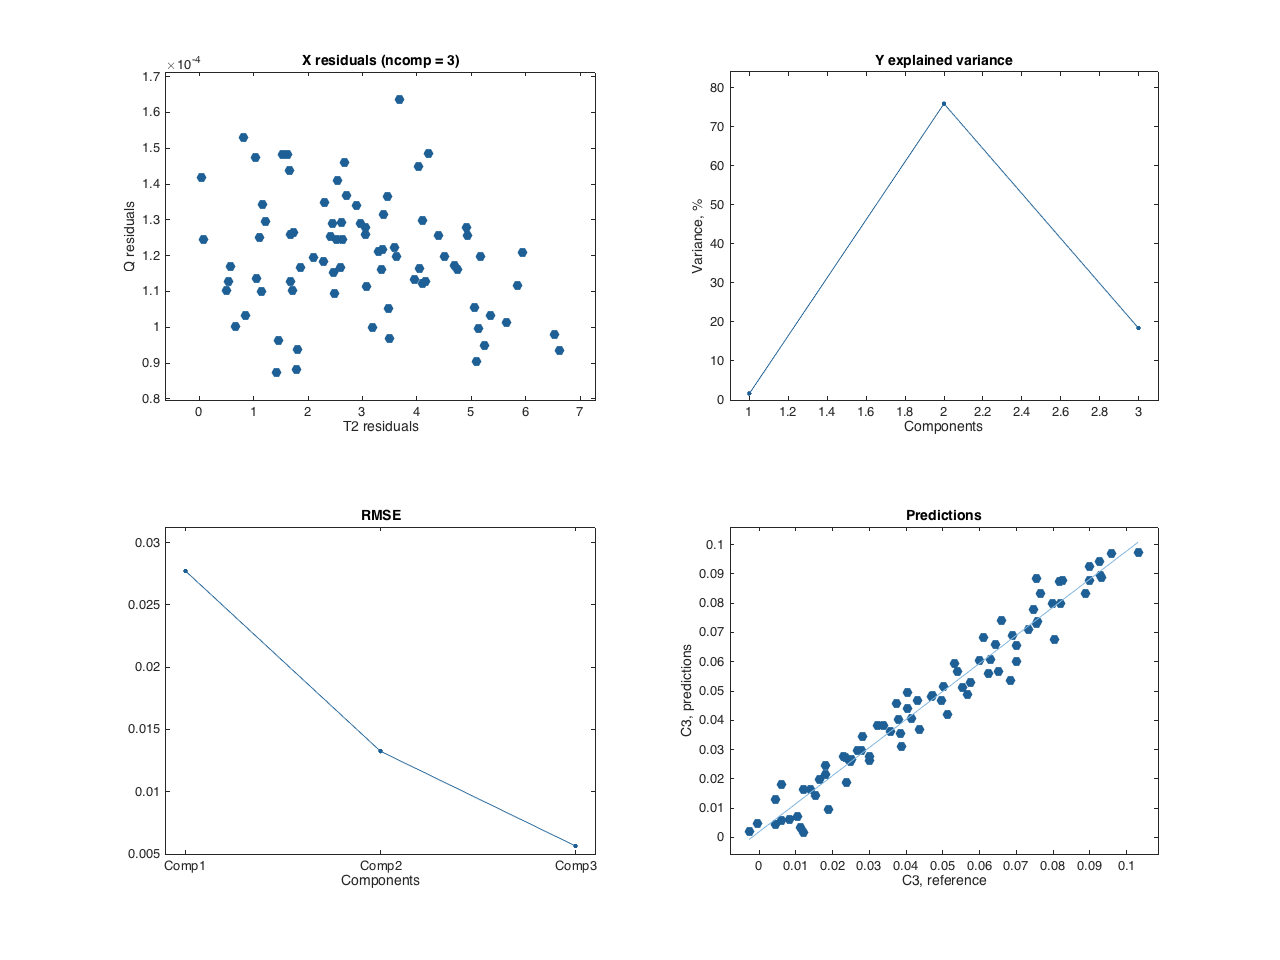 X residuals (ncomp = 3)
×10⁻⁴
1.7
1.6
1.5
1.4
1.3
1.2
1.1
1
0.9
0.8
Q residuals
0 1 2 3 4 5 6 7
T2 residuals
Y explained variance
80
70
60
50
40
30
20
10
0
Variance, %
1 1.2 1.4 1.6 1.8 2 2.2 2.4 2.6 2.8 3
Components
RMSE
0.03
0.025
0.02
0.015
0.01
0.005
Comp1 Comp2 Comp3
Components
Predictions
0.1
0.09
0.08
0.07
0.06
0.05
0.04
0.03
0.02
0.01
0
C3, predictions
0 0.01 0.02 0.03 0.04 0.05 0.06 0.07 0.08 0.09 0.1
C3, reference